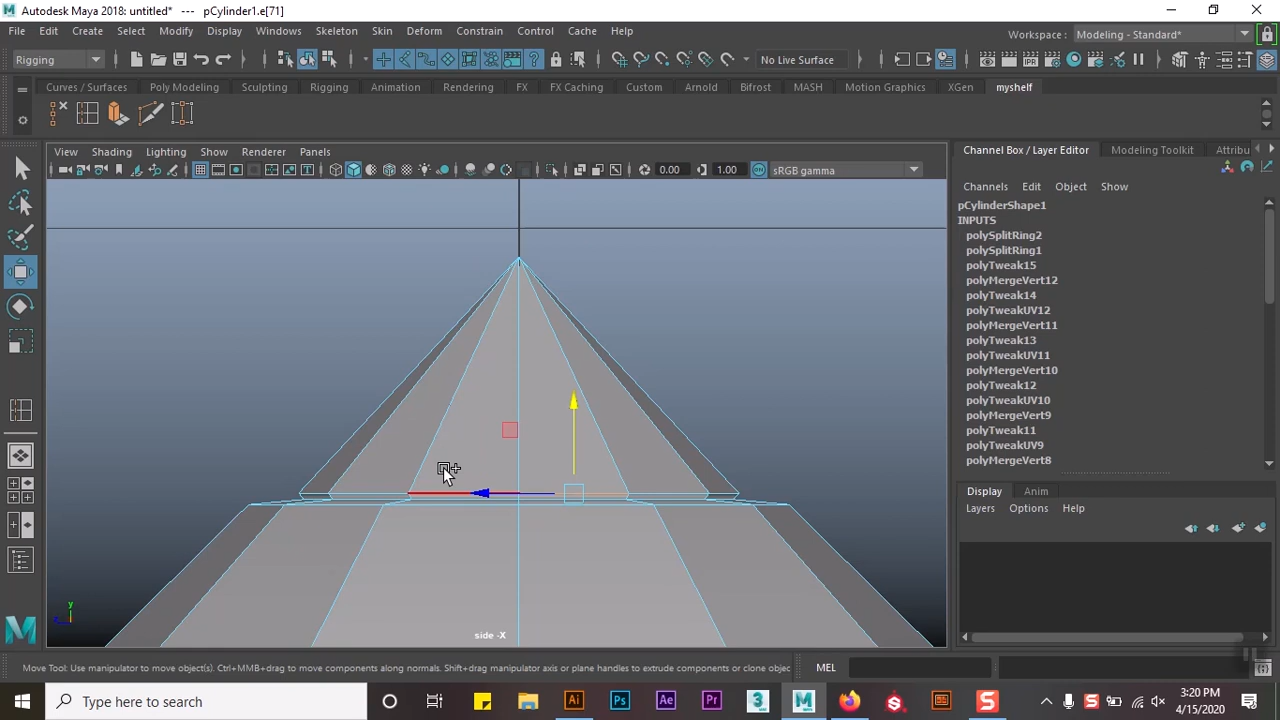 Autodesk Maya 2018: untitled*   ---   pCylinder1.e[71]
File Edit Create Select Modify Display Windows Skeleton Skin Deform Constrain Control Cache Help
Workspace : Modeling - Standard*
Rigging
No Live Surface
Curves / Surfaces Poly Modeling Sculpting Rigging Animation Rendering FX FX Caching Custom Arnold Bifrost MASH Motion Graphics XGen myshelf
View Shading Lighting Show Renderer Panels
Channel Box / Layer Editor Modeling Toolkit Attribu
0.00 1.00 ON sRGB gamma
Channels Edit Object Show
pCylinderShape1
INPUTS
polySplitRing2
polySplitRing1
polyTweak15
polyMergeVert12
polyTweak14
polyTweakUV12
polyMergeVert11
polyTweak13
polyTweakUV11
polyMergeVert10
polyTweak12
polyTweakUV10
polyMergeVert9
polyTweak11
polyTweakUV9
polyMergeVert8
Display Anim
Layers Options Help
y
side -X
Move Tool: Use manipulator to move object(s). Ctrl+MMB+drag to move components along normals. Shift+drag manipulator axis or plane handles to extrude components or clone objec
MEL
Type here to search
Ai Ps Ae Pr 3 M S
3:20 PM
4/15/2020